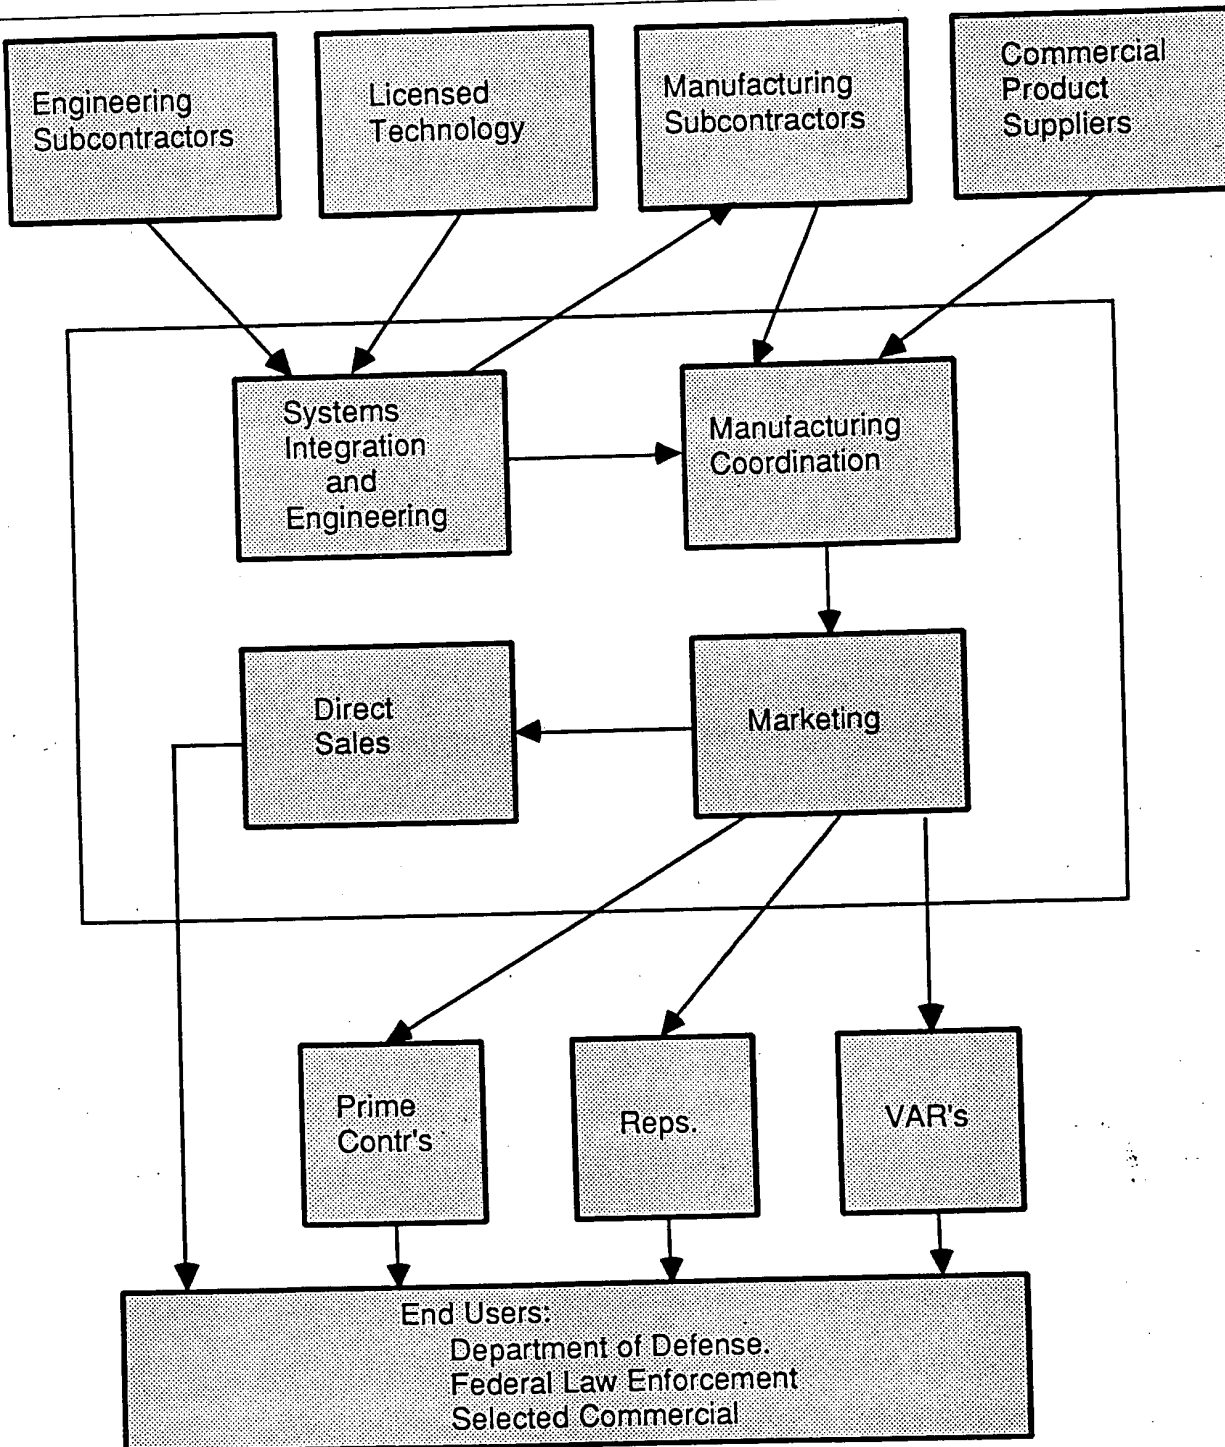 Engineering
Subcontractors
Licensed
Technology
Manufacturing
Subcontractors
Commercial
Product
Suppliers
Systems
Integration
and
Engineering
Manufacturing
Coordination
Direct
Sales
Marketing
Prime
Contr's
Reps.
VAR's
End Users:
Department of Defense.
Federal Law Enforcement
Selected Commercial